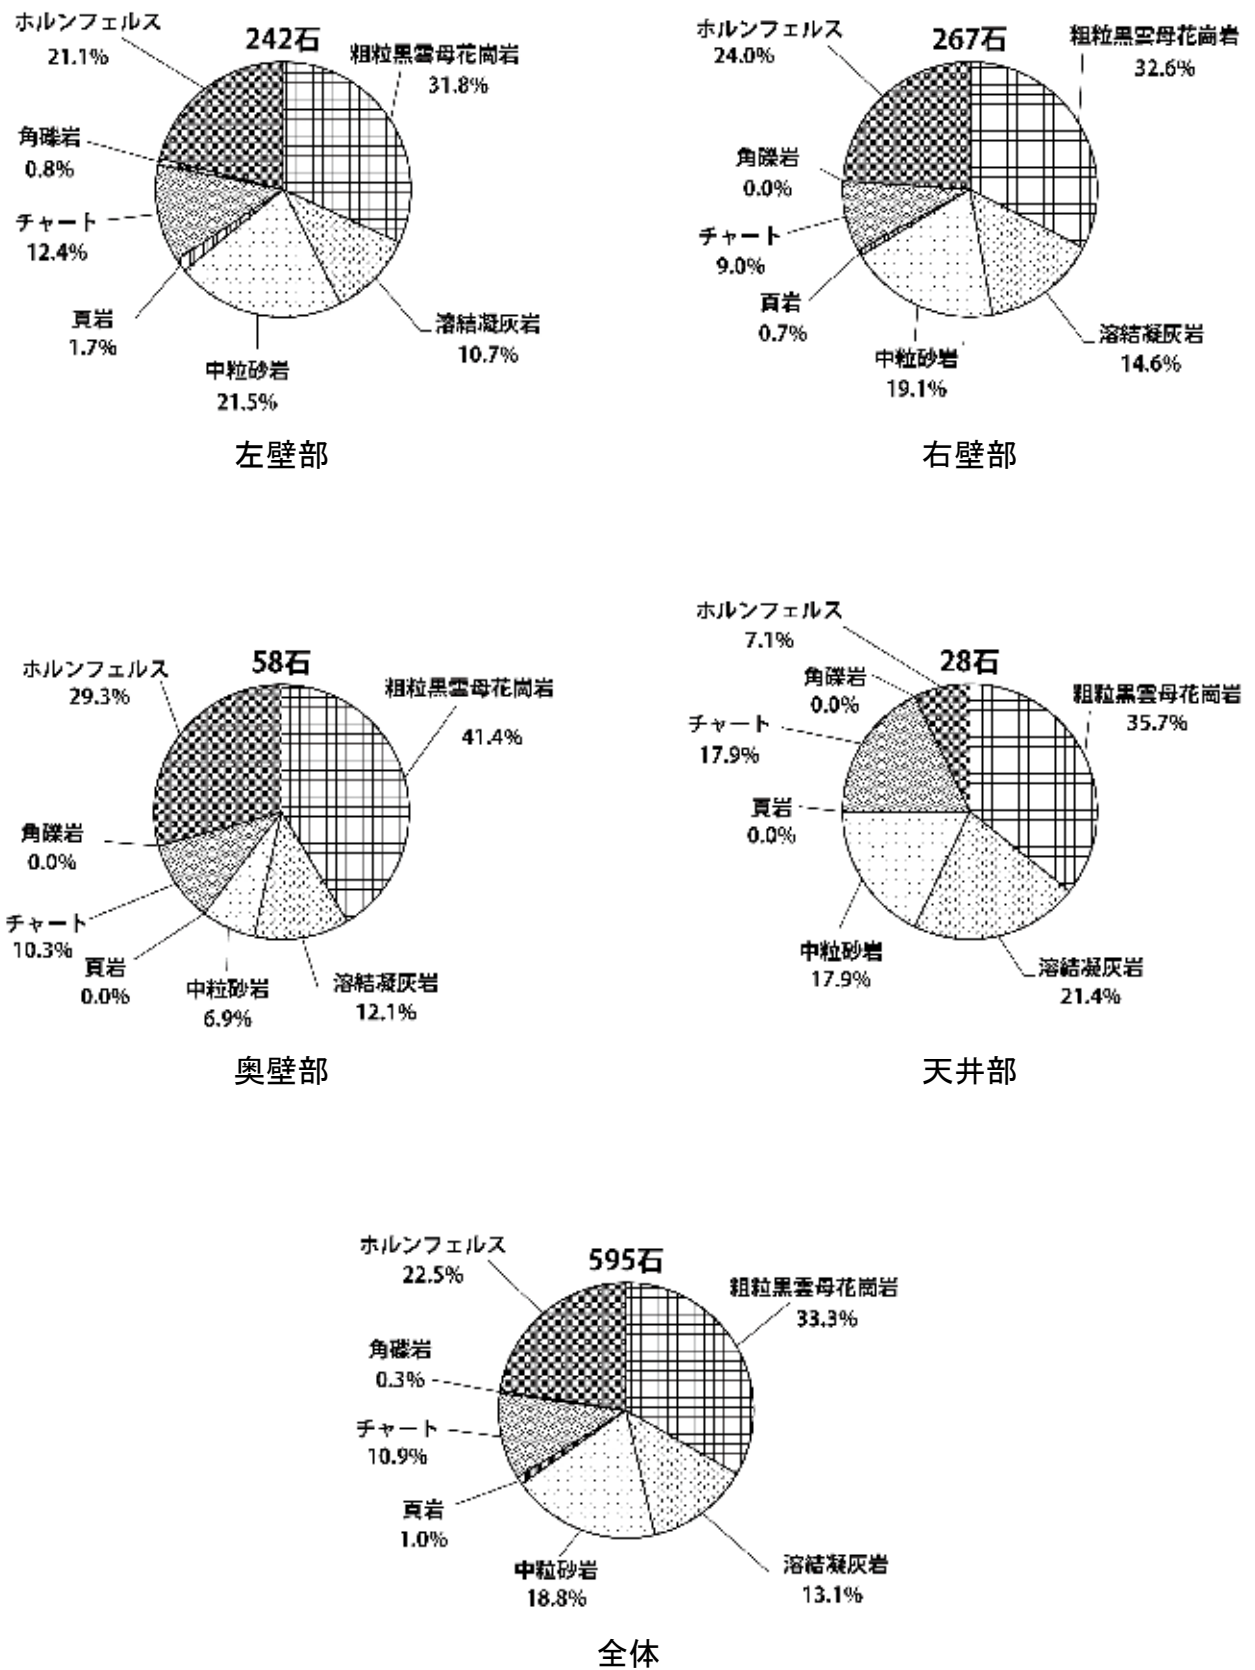 242石
ホルンフェルス
21.1%
粗粒黒雲母花崗岩
31.8%
角礫岩
0.8%
チャート
12.4%
頁岩
1.7%
中粒砂岩
21.5%
溶結凝灰岩
10.7%
左壁部
267石
ホルンフェルス
24.0%
粗粒黒雲母花崗岩
32.6%
角礫岩
0.0%
チャート
9.0%
頁岩
0.7%
中粒砂岩
19.1%
溶結凝灰岩
14.6%
右壁部
58石
ホルンフェルス
29.3%
粗粒黒雲母花崗岩
41.4%
角礫岩
0.0%
チャート
10.3%
頁岩
0.0%
中粒砂岩
6.9%
溶結凝灰岩
12.1%
奥壁部
28石
ホルンフェルス
7.1%
粗粒黒雲母花崗岩
35.7%
角礫岩
0.0%
チャート
17.9%
頁岩
0.0%
中粒砂岩
17.9%
溶結凝灰岩
21.4%
天井部
595石
ホルンフェルス
22.5%
粗粒黒雲母花崗岩
33.3%
角礫岩
0.3%
チャート
10.9%
頁岩
1.0%
中粒砂岩
18.8%
溶結凝灰岩
13.1%
全体